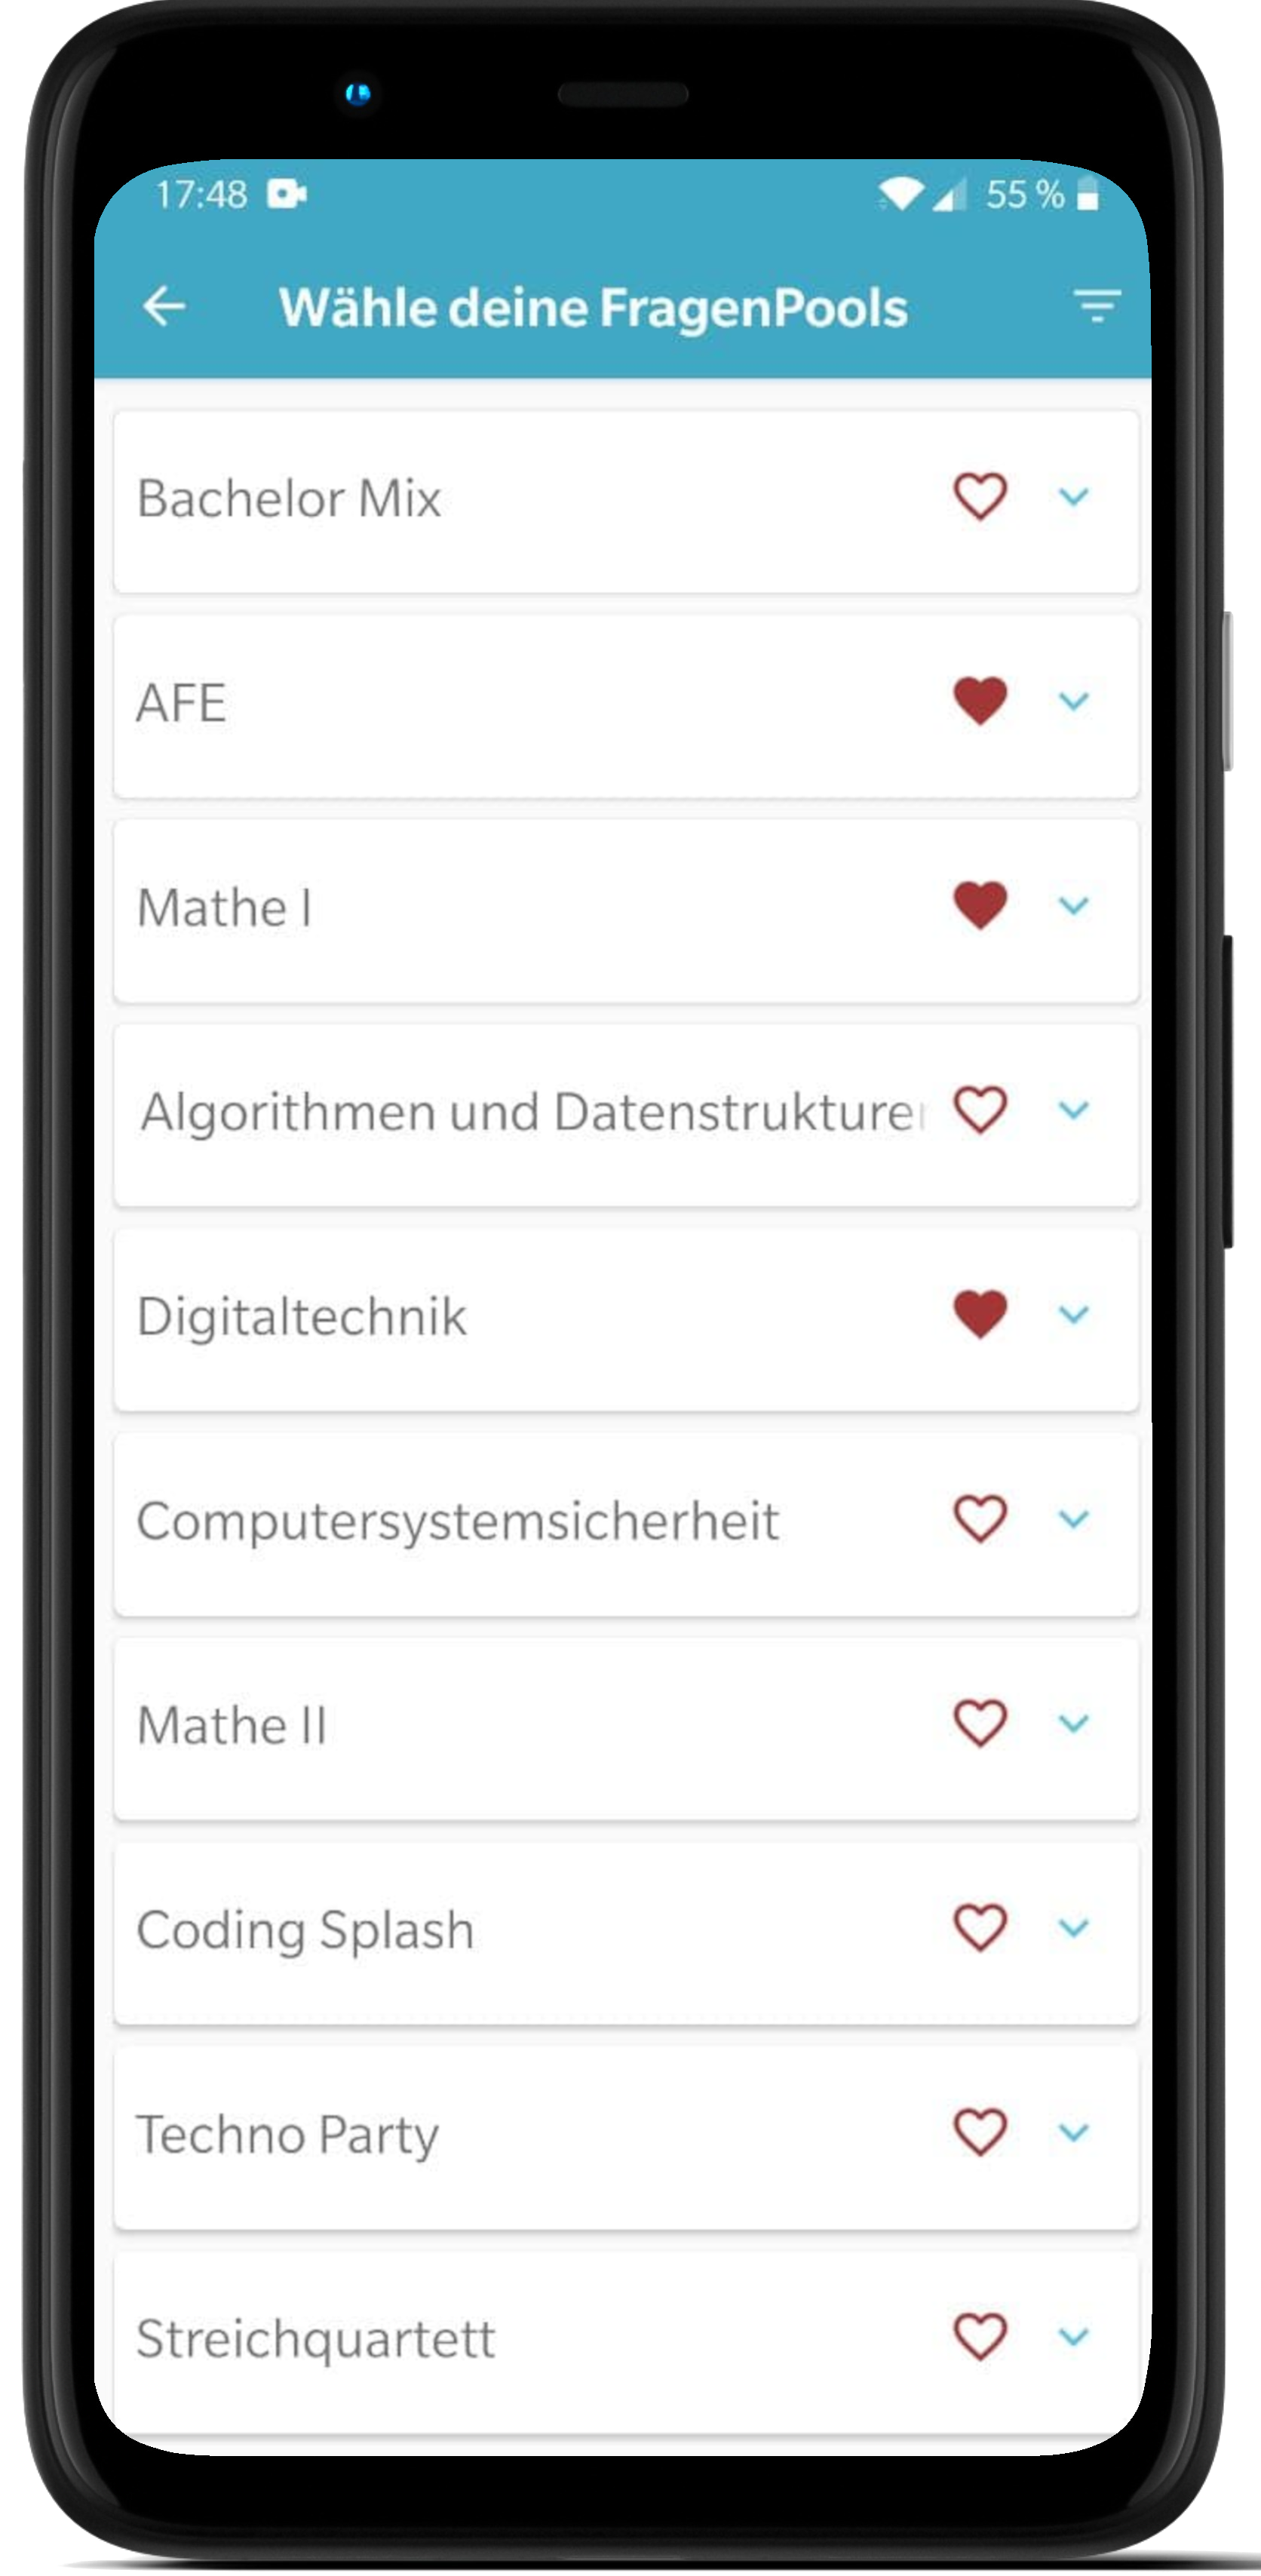 17:48 55 %
Wähle deine FragenPools
Bachelor Mix
AFE
Mathe I
Algorithmen und Datenstrukturer
Digitaltechnik
Computersystemsicherheit
Mathe II
Coding Splash
Techno Party
Streichquartett